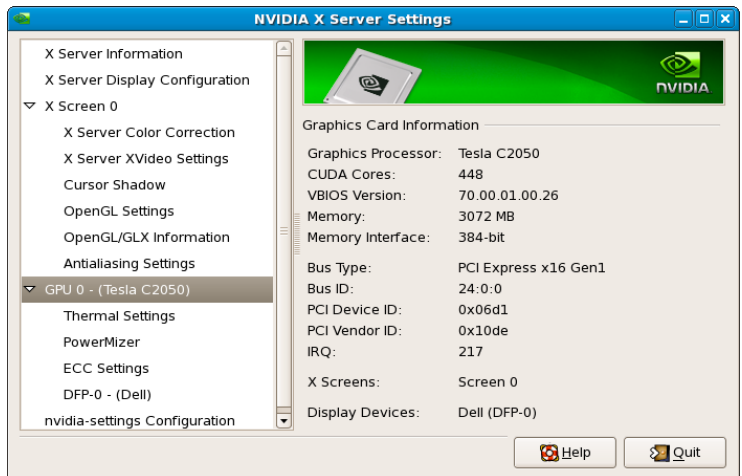 NVIDIA X Server Settings
X Server Information
X Server Display Configuration
X Screen 0
X Server Color Correction
X Server XVideo Settings
Cursor Shadow
OpenGL Settings
OpenGL/GLX Information
Antialiasing Settings
GPU 0 - (Tesla C2050)
Thermal Settings
PowerMizer
ECC Settings
DFP-0 - (Dell)
nvidia-settings Configuration
NVIDIA
Graphics Card Information
Graphics Processor: Tesla C2050
CUDA Cores: 448
VBIOS Version: 70.00.01.00.26
Memory: 3072 MB
Memory Interface: 384-bit
Bus Type: PCI Express x16 Gen1
Bus ID: 24:0:0
PCI Device ID: 0x06d1
PCI Vendor ID: 0x10de
IRQ: 217
X Screens: Screen 0
Display Devices: Dell (DFP-0)
Help
Quit